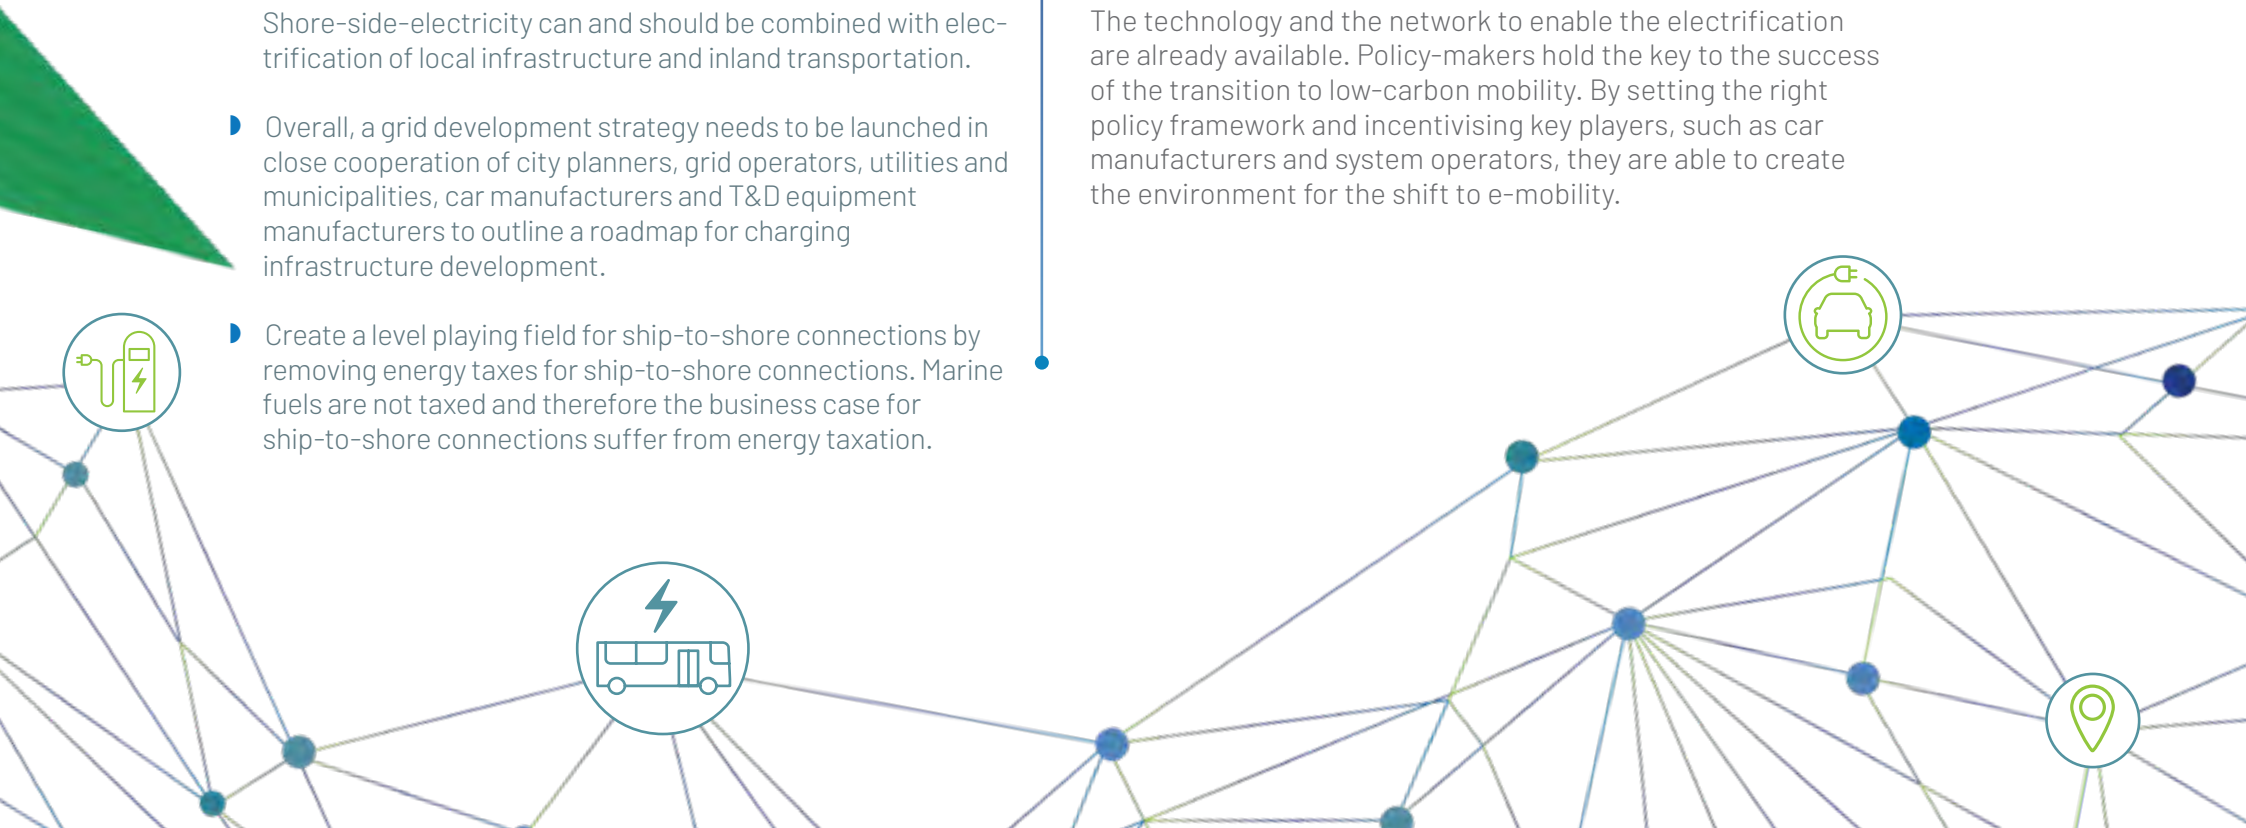 Shore-side-electricity can and should be combined with elec-
trification of local infrastructure and inland transportation.
Overall, a grid development strategy needs to be launched in
close cooperation of city planners, grid operators, utilities and
municipalities, car manufacturers and T&D equipment
manufacturers to outline a roadmap for charging
infrastructure development.
Create a level playing field for ship-to-shore connections by
removing energy taxes for ship-to-shore connections. Marine
fuels are not taxed and therefore the business case for
ship-to-shore connections suffer from energy taxation.
The technology and the network to enable the electrification
are already available. Policy-makers hold the key to the success
of the transition to low-carbon mobility. By setting the right
policy framework and incentivising key players, such as car
manufacturers and system operators, they are able to create
the environment for the shift to e-mobility.